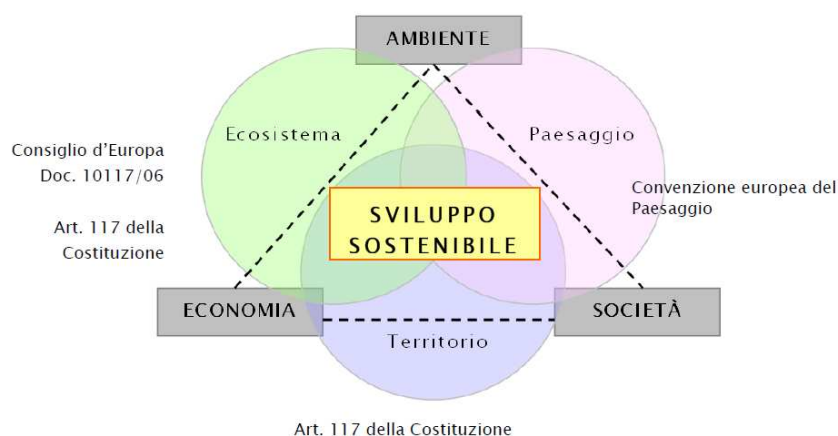 AMBIENTE
Ecosistema
Paesaggio
Consiglio d'Europa
Doc. 10117/06
Convenzione europea del
Paesaggio
Art. 117 della
Costituzione
SVILUPPO
SOSTENIBILE
ECONOMIA
SOCIETÀ
Territorio
Art. 117 della Costituzione